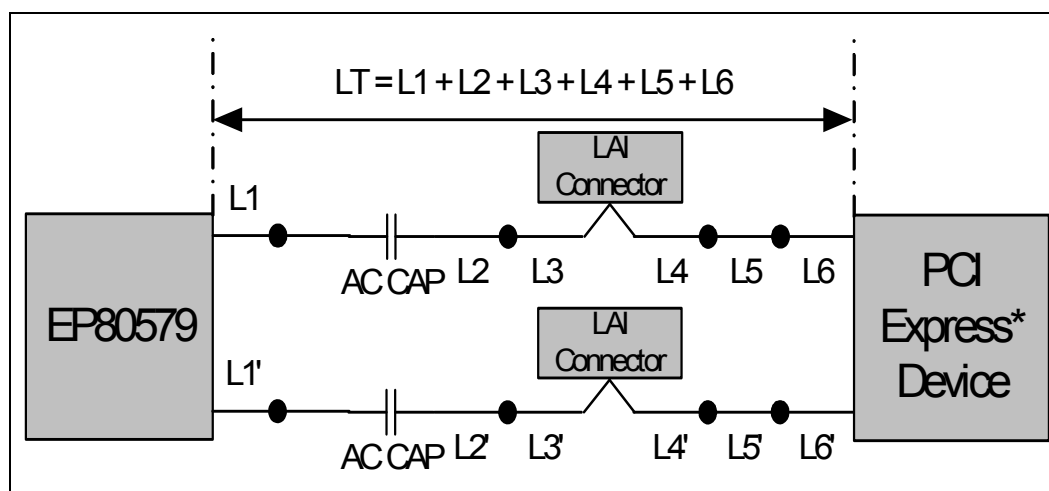 LT = L1 + L2 + L3 + L4 + L5 + L6
LAI
Connector
L1
EP80579
AC CAP
L2
L3
L4
L5
L6
PCI
Express*
Device
LAI
Connector
L1'
AC CAP
L2'
L3'
L4'
L5'
L6'